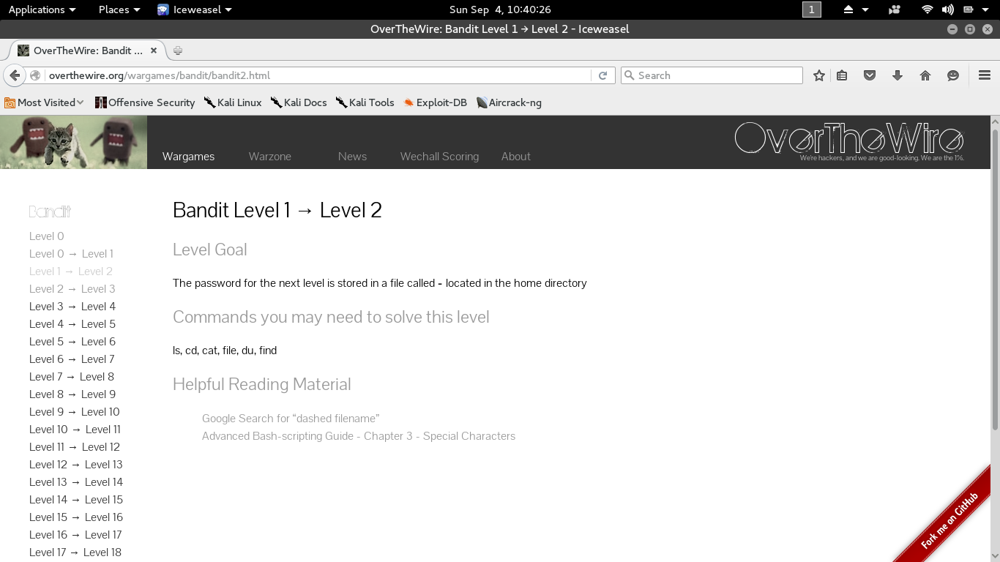 Applications Places Iceweasel Sun Sep 4, 10:40:26 1
OverTheWire: Bandit Level 1 → Level 2 - Iceweasel
OverTheWire: Bandit ...
overthewire.org/wargames/bandit/bandit2.html Search
Most Visited Offensive Security Kali Linux Kali Docs Kali Tools Exploit-DB Aircrack-ng
OverTheWire
We're hackers, and we are good-looking. We are the 1%.
Wargames Warzone News Wechall Scoring About
Bandit
Level 0
Level 0 → Level 1
Level 1 → Level 2
Level 2 → Level 3
Level 3 → Level 4
Level 4 → Level 5
Level 5 → Level 6
Level 6 → Level 7
Level 7 → Level 8
Level 8 → Level 9
Level 9 → Level 10
Level 10 → Level 11
Level 11 → Level 12
Level 12 → Level 13
Level 13 → Level 14
Level 14 → Level 15
Level 15 → Level 16
Level 16 → Level 17
Level 17 → Level 18
Bandit Level 1 → Level 2
Level Goal
The password for the next level is stored in a file called - located in the home directory
Commands you may need to solve this level
ls, cd, cat, file, du, find
Helpful Reading Material
Google Search for “dashed filename”
Advanced Bash-scripting Guide - Chapter 3 - Special Characters
Fork me on GitHub